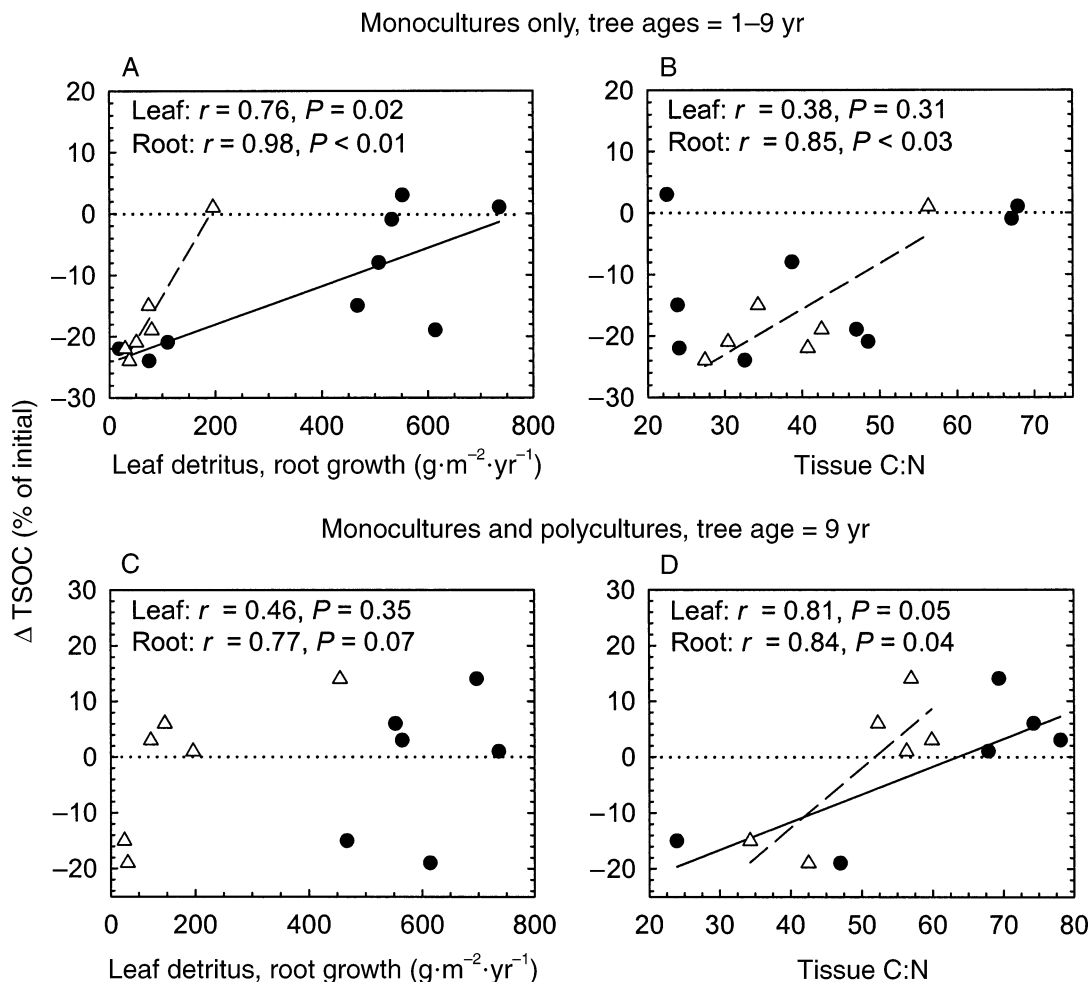 Monocultures only, tree ages = 1–9 yr
A
B
Leaf: r = 0.76, P = 0.02
Root: r = 0.98, P < 0.01
Leaf: r = 0.38, P = 0.31
Root: r = 0.85, P < 0.03
20
10
0
–10
–20
–30
20
10
0
–10
–20
–30
0 200 400 600 800
20 30 40 50 60 70
Leaf detritus, root growth (g·m⁻²·yr⁻¹)
Tissue C:N
Δ TSOC (% of initial)
Monocultures and polycultures, tree age = 9 yr
C
D
Leaf: r = 0.46, P = 0.35
Root: r = 0.77, P = 0.07
Leaf: r = 0.81, P = 0.05
Root: r = 0.84, P = 0.04
30
20
10
0
–10
–20
30
20
10
0
–10
–20
0 200 400 600 800
20 30 40 50 60 70 80
Leaf detritus, root growth (g·m⁻²·yr⁻¹)
Tissue C:N